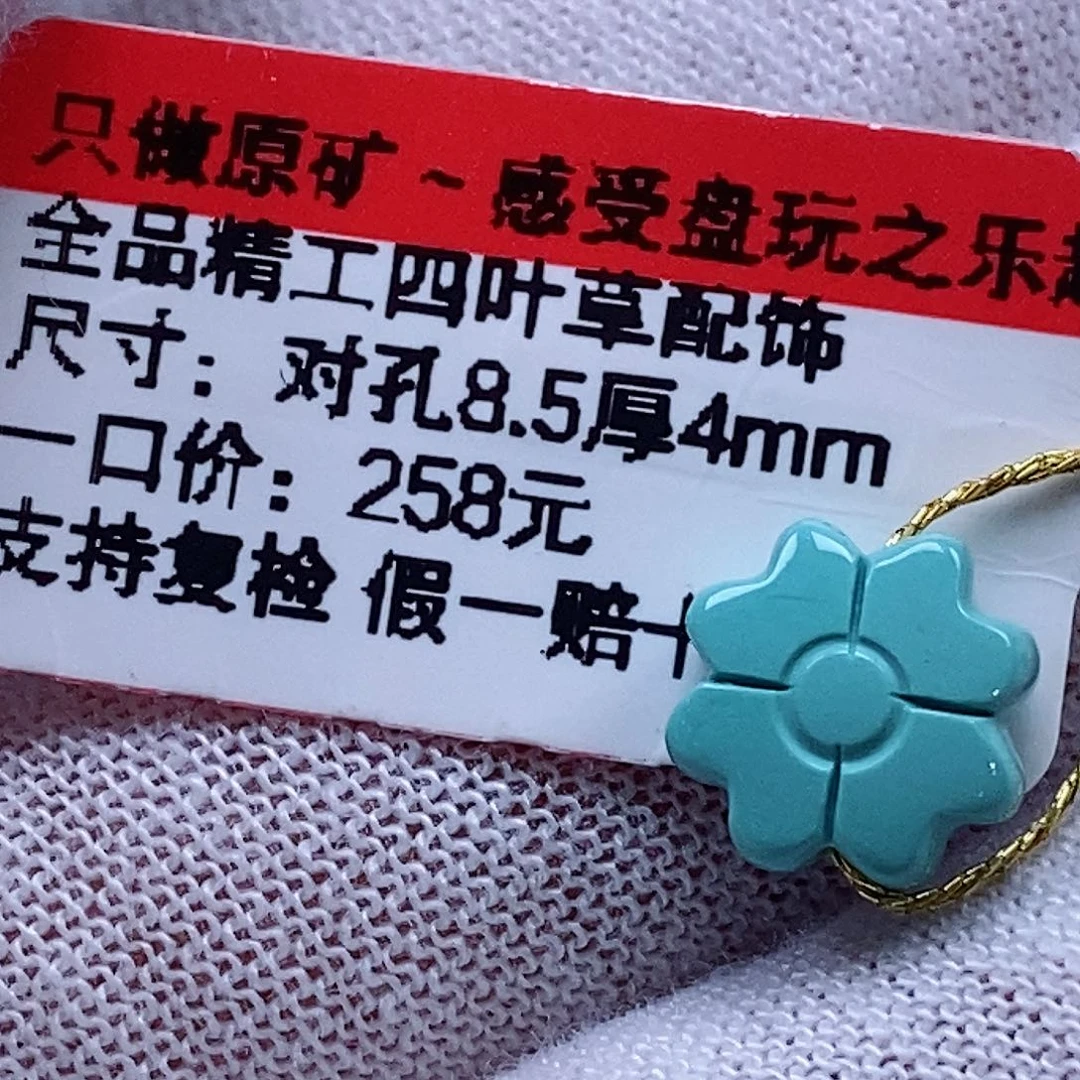 只做原矿~感受盘玩之乐趣
全品精工四叶草配饰
尺寸：对孔8.5厚4mm
一口价：258元
支持复检 假一赔十